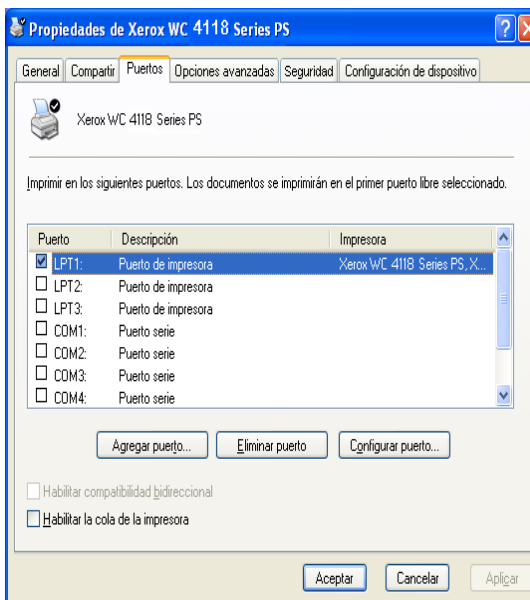 Propiedades de Xerox WC 4118 Series PS
General Compartir Puertos Opciones avanzadas Seguridad Configuración de dispositivo
Xerox WC 4118 Series PS
Imprimir en los siguientes puertos. Los documentos se imprimirán en el primer puerto libre seleccionado.
Puerto Descripción Impresora
LPT1: Puerto de impresora Xerox WC 4118 Series PS, X...
LPT2: Puerto de impresora
LPT3: Puerto de impresora
COM1: Puerto serie
COM2: Puerto serie
COM3: Puerto serie
COM4: Puerto serie
Agregar puerto... Eliminar puerto Configurar puerto...
Habilitar compatibilidad bidireccional
Habilitar la cola de la impresora
Aceptar Cancelar Aplicar